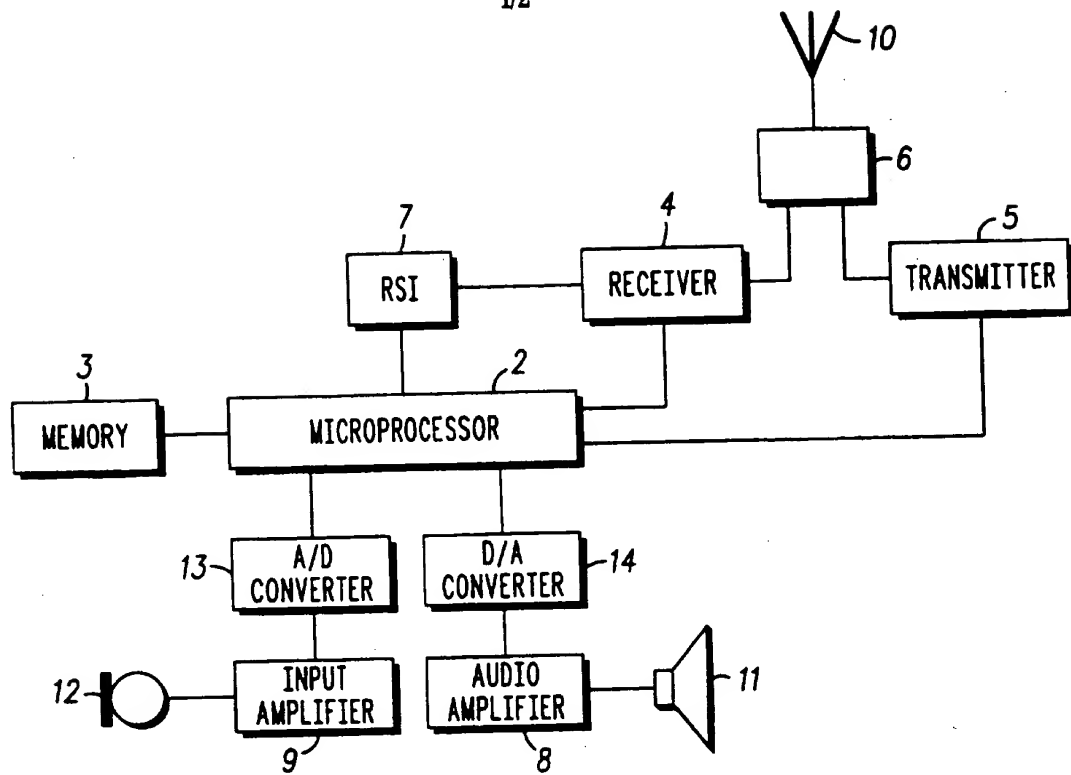 1/2
10
6
7
4
5
RSI
RECEIVER
TRANSMITTER
3
2
MEMORY
MICROPROCESSOR
13
A/D
CONVERTER
D/A
CONVERTER
14
12
INPUT
AMPLIFIER
AUDIO
AMPLIFIER
11
9
8